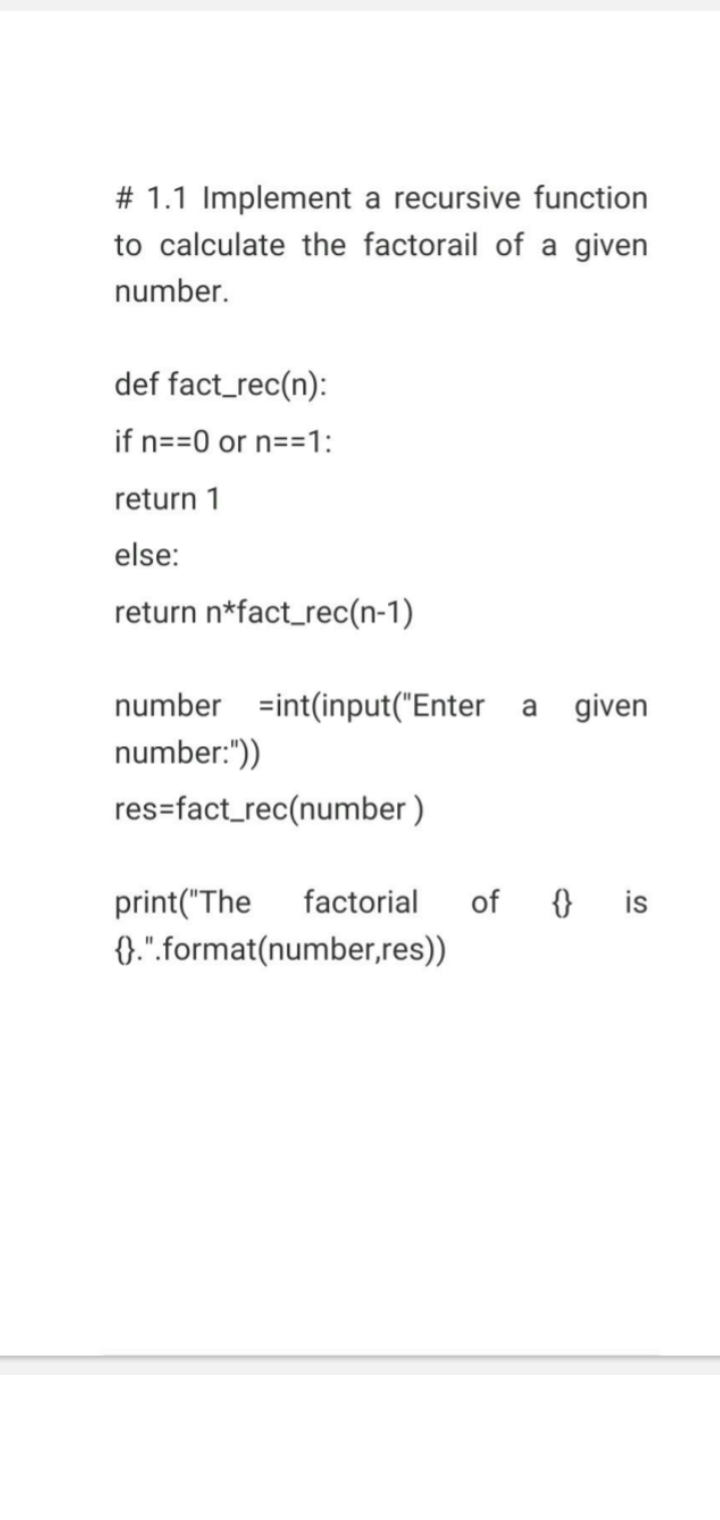 # 1.1 Implement a recursive function
to calculate the factorail of a given
number.
def fact_rec(n):
if n==0 or n==1:
return 1
else:
return n*fact_rec(n-1)
number =int(input("Enter a given
number:"))
res=fact_rec(number )
print("The factorial of {} is
{}.".format(number,res))